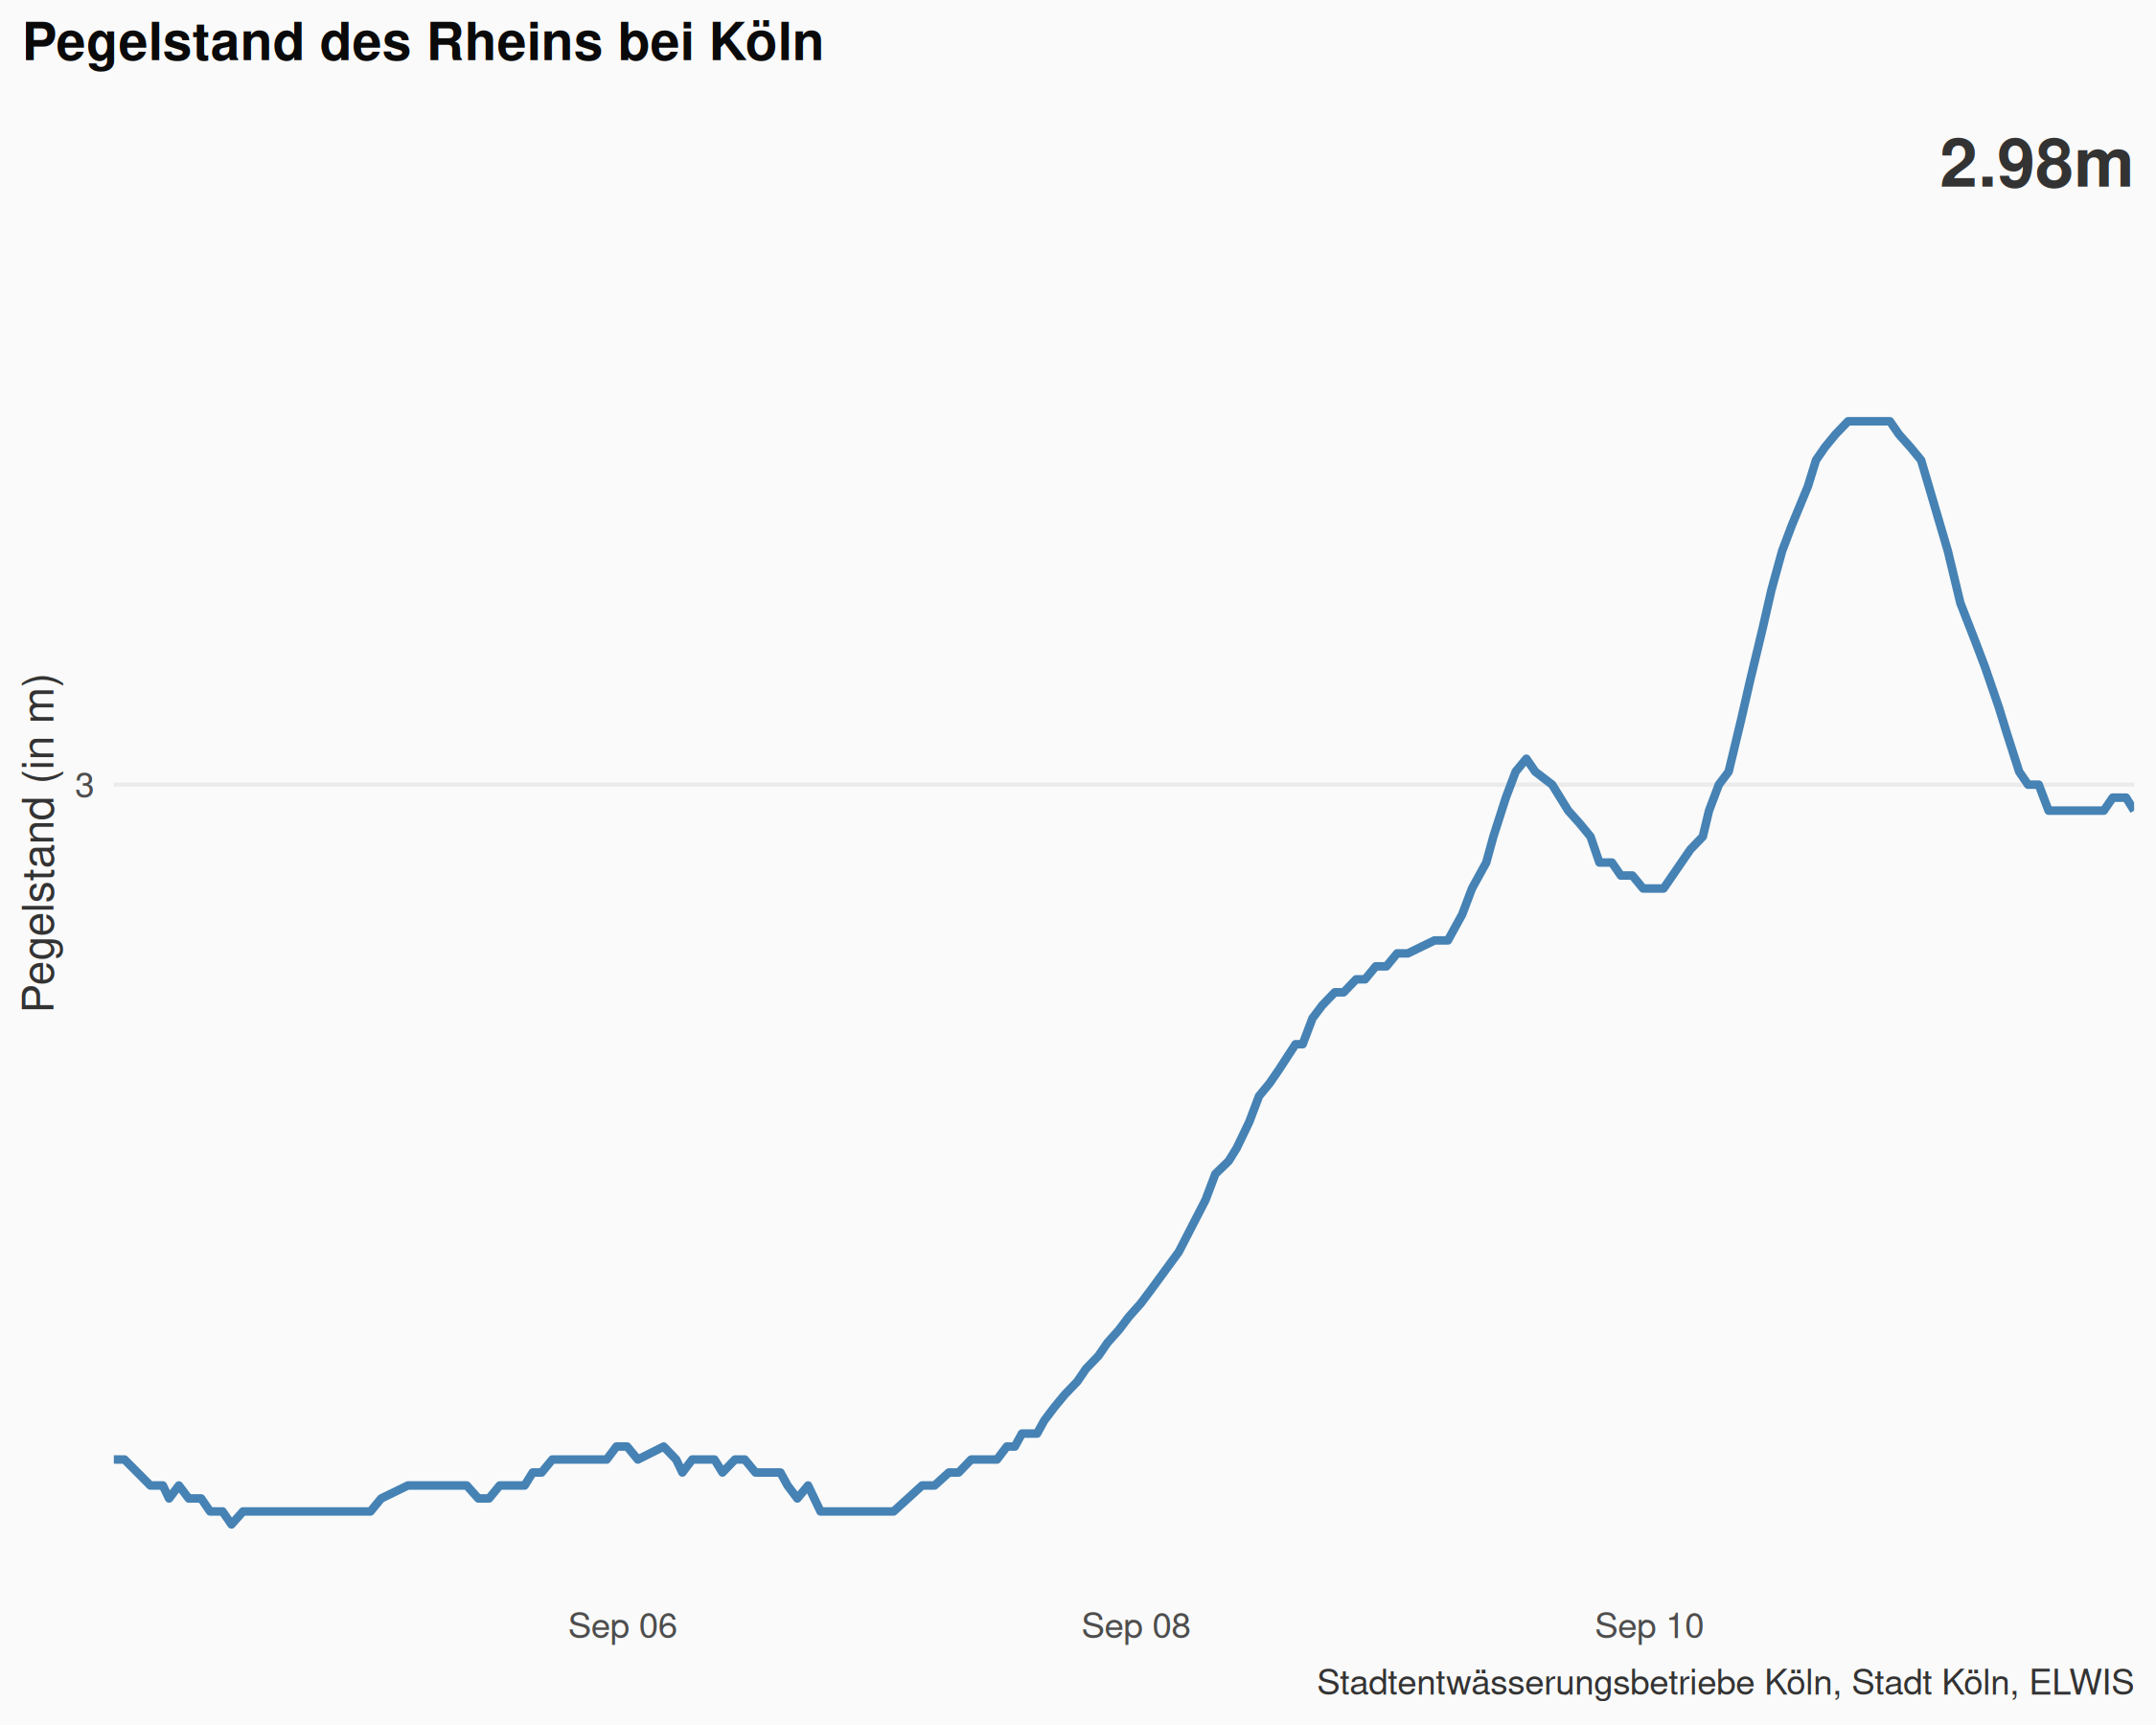 Pegelstand des Rheins bei Köln
2.98m
Pegelstand (in m)
3
Sep 06
Sep 08
Sep 10
Stadtentwässerungsbetriebe Köln, Stadt Köln, ELWIS